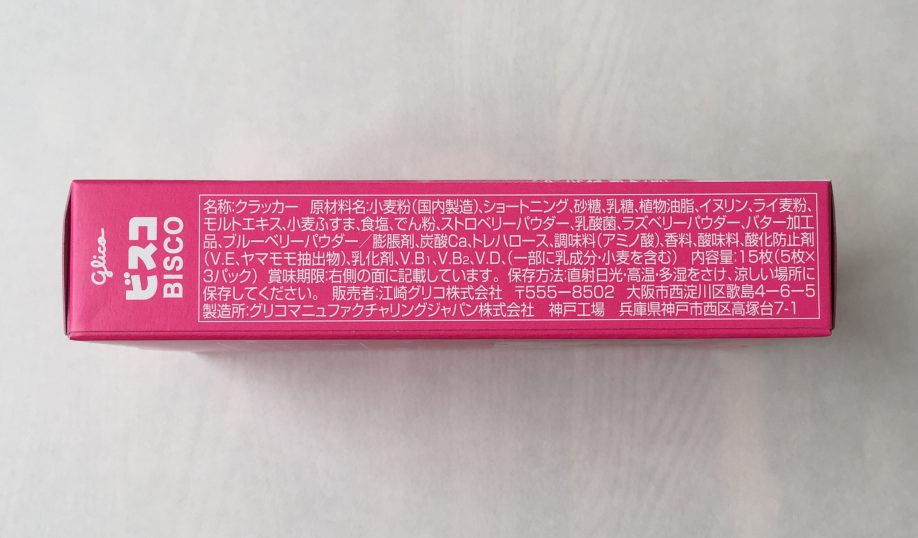 Glico
ビスコ
BISCO
名称:クラッカー 原材料名:小麦粉(国内製造)、ショートニング、砂糖、乳糖、植物油脂、イヌリン、ライ麦粉、
モルトエキス、小麦ふすま、食塩、でん粉、ストロベリーパウダー、乳酸菌、ラズベリーパウダー、バター加工
品、ブルーベリーパウダー/膨脹剤、炭酸Ca、トレハロース、調味料(アミノ酸)、香料、酸味料、酸化防止剤
(V.E、ヤマモモ抽出物)、乳化剤、V.B₁、V.B₂、V.D、(一部に乳成分・小麦を含む) 内容量:15枚(5枚×
3パック) 賞味期限:右側の面に記載しています。 保存方法:直射日光・高温・多湿をさけ、涼しい場所に
保存してください。 販売者:江崎グリコ株式会社 〒555-8502 大阪市西淀川区歌島4-6-5
製造所:グリコマニュファクチャリングジャパン株式会社 神戸工場 兵庫県神戸市西区高塚台7-1